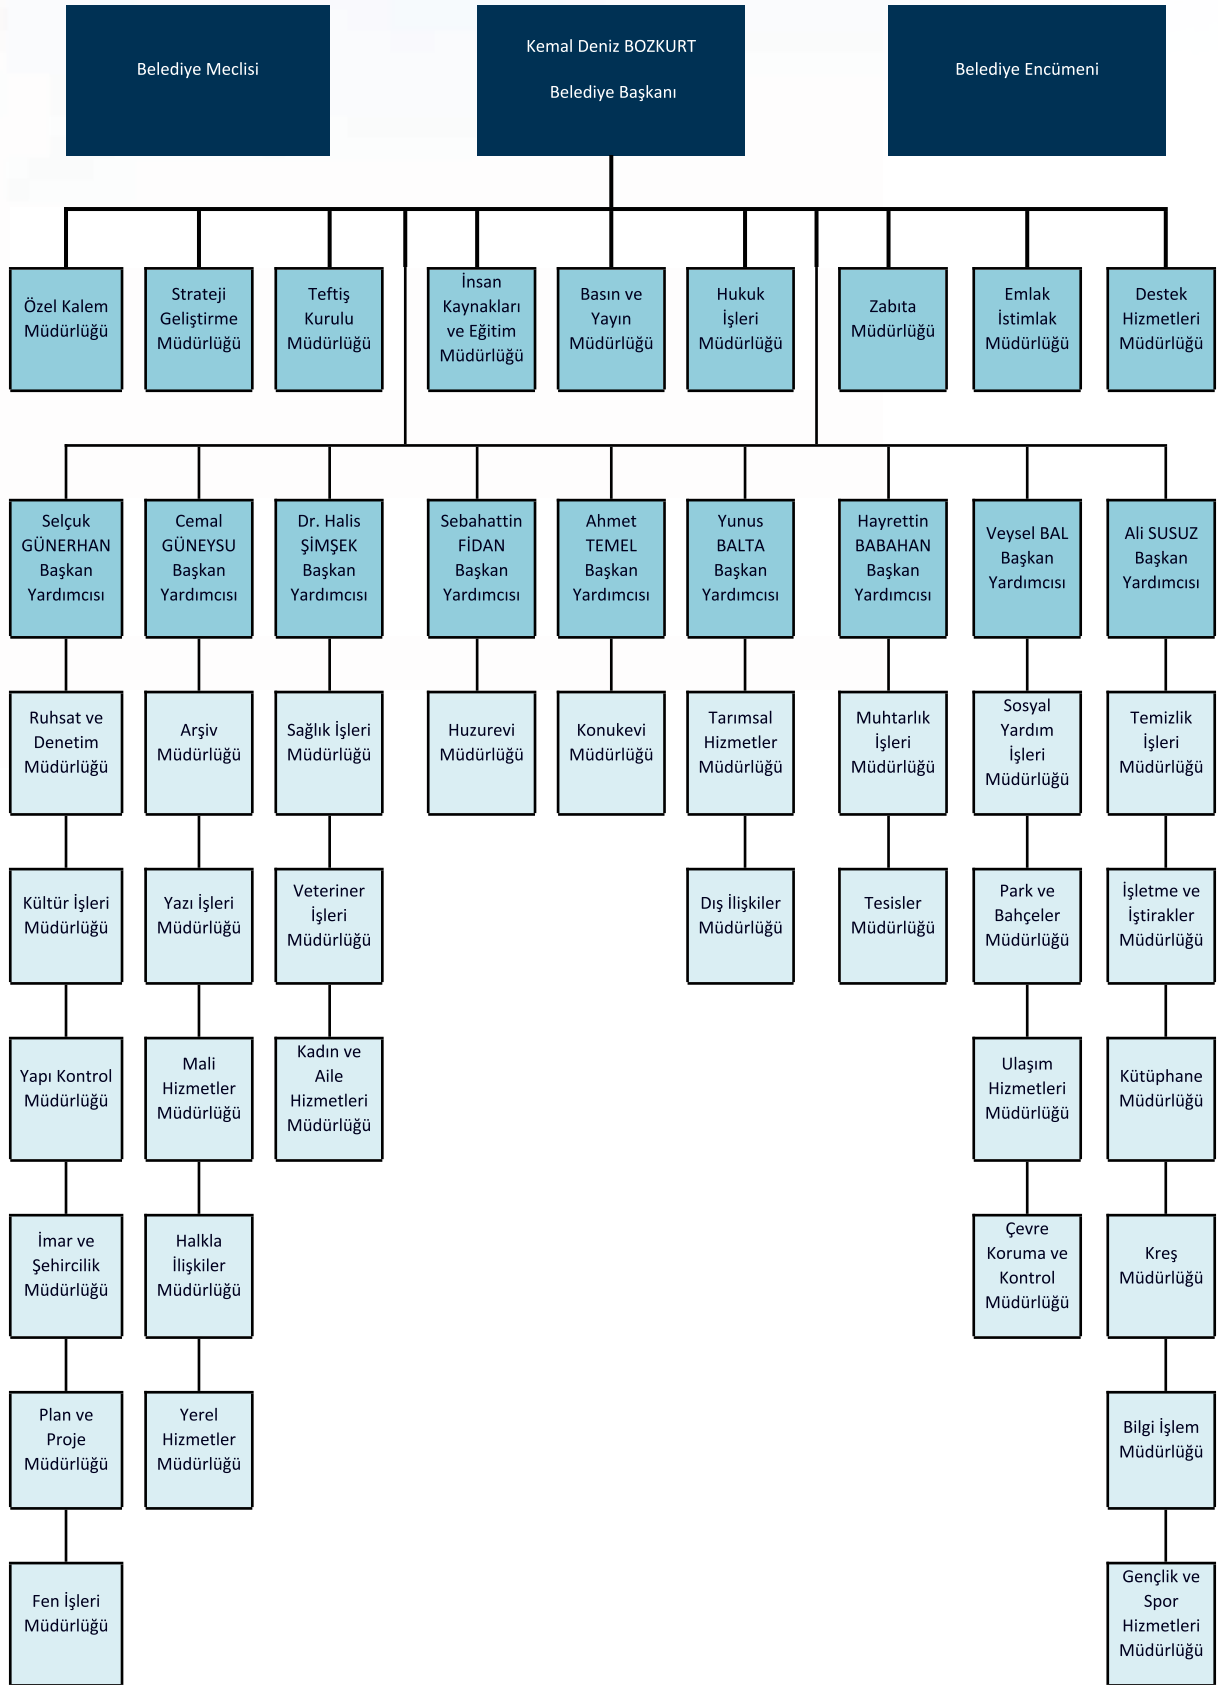 Belediye Meclisi
Kemal Deniz BOZKURT
Belediye Başkanı
Belediye Encümeni
Özel Kalem
Müdürlüğü
Strateji
Geliştirme
Müdürlüğü
Teftiş
Kurulu
Müdürlüğü
İnsan
Kaynakları
ve Eğitim
Müdürlüğü
Basın ve
Yayın
Müdürlüğü
Hukuk
İşleri
Müdürlüğü
Zabıta
Müdürlüğü
Emlak
İstimlak
Müdürlüğü
Destek
Hizmetleri
Müdürlüğü
Selçuk
GÜNERHAN
Başkan
Yardımcısı
Cemal
GÜNEYSU
Başkan
Yardımcısı
Dr. Halis
ŞİMŞEK
Başkan
Yardımcısı
Sebahattin
FİDAN
Başkan
Yardımcısı
Ahmet
TEMEL
Başkan
Yardımcısı
Yunus
BALTA
Başkan
Yardımcısı
Hayrettin
BABAHAN
Başkan
Yardımcısı
Veysel BAL
Başkan
Yardımcısı
Ali SUSUZ
Başkan
Yardımcısı
Ruhsat ve
Denetim
Müdürlüğü
Arşiv
Müdürlüğü
Sağlık İşleri
Müdürlüğü
Huzurevi
Müdürlüğü
Konukevi
Müdürlüğü
Tarımsal
Hizmetler
Müdürlüğü
Muhtarlık
İşleri
Müdürlüğü
Sosyal
Yardım
İşleri
Müdürlüğü
Temizlik
İşleri
Müdürlüğü
Kültür İşleri
Müdürlüğü
Yazı İşleri
Müdürlüğü
Veteriner
İşleri
Müdürlüğü
Dış İlişkiler
Müdürlüğü
Tesisler
Müdürlüğü
Park ve
Bahçeler
Müdürlüğü
İşletme ve
İştirakler
Müdürlüğü
Yapı Kontrol
Müdürlüğü
Mali
Hizmetler
Müdürlüğü
Kadın ve
Aile
Hizmetleri
Müdürlüğü
Ulaşım
Hizmetleri
Müdürlüğü
Kütüphane
Müdürlüğü
İmar ve
Şehircilik
Müdürlüğü
Halkla
İlişkiler
Müdürlüğü
Çevre
Koruma ve
Kontrol
Müdürlüğü
Kreş
Müdürlüğü
Plan ve
Proje
Müdürlüğü
Yerel
Hizmetler
Müdürlüğü
Bilgi İşlem
Müdürlüğü
Fen İşleri
Müdürlüğü
Gençlik ve
Spor
Hizmetleri
Müdürlüğü